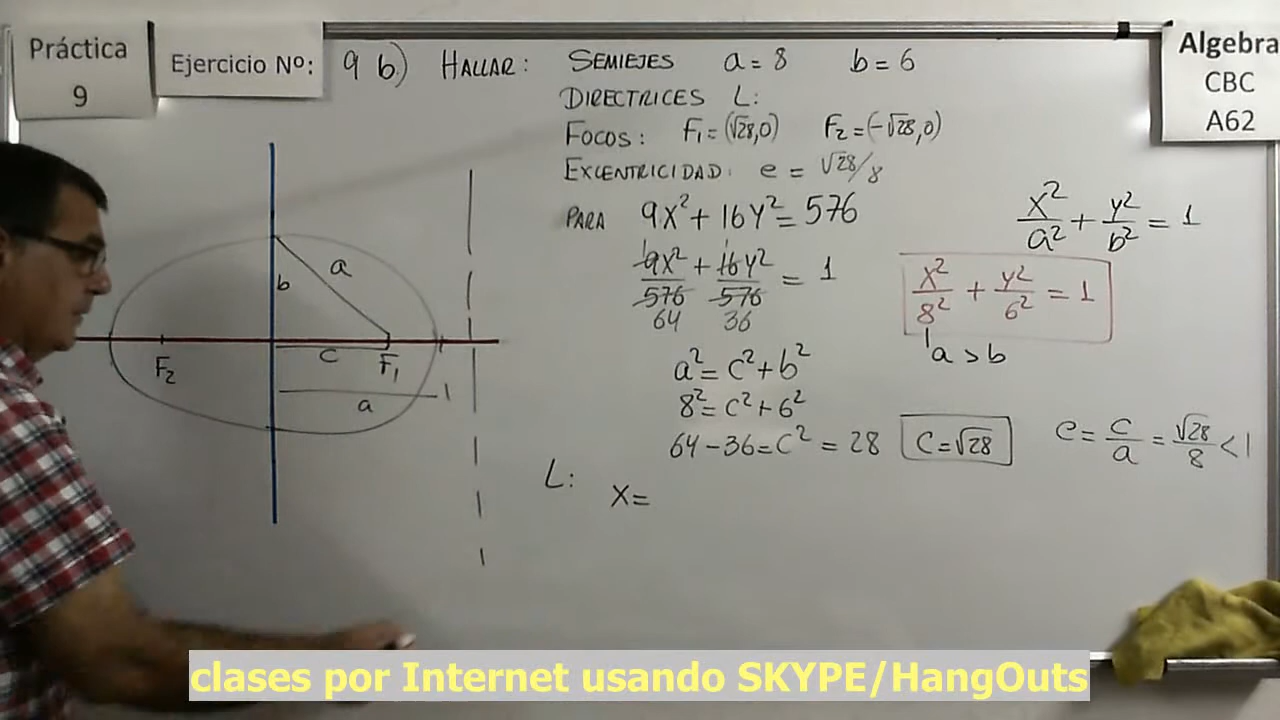 Práctica
9
Ejercicio Nº:
9 b.)
HALLAR: SEMIEJES a = 8 b = 6
DIRECTRICES L:
FOCOS: F₁ = (√28,0) F₂ = (-√28,0)
EXCENTRICIDAD: e = √28/8
PARA 9X² + 16Y² = 576
9X²/576 + 16Y²/576 = 1
64 36
a² = c² + b²
8² = c² + 6²
64 - 36 = c² = 28
C = √28
L: X =
Algebra
CBC
A62
X²/a² + Y²/b² = 1
X²/8² + Y²/6² = 1
a > b
e = c/a = √28/8 < 1
a
b
c
F₂
F₁
a
clases por Internet usando SKYPE/HangOuts